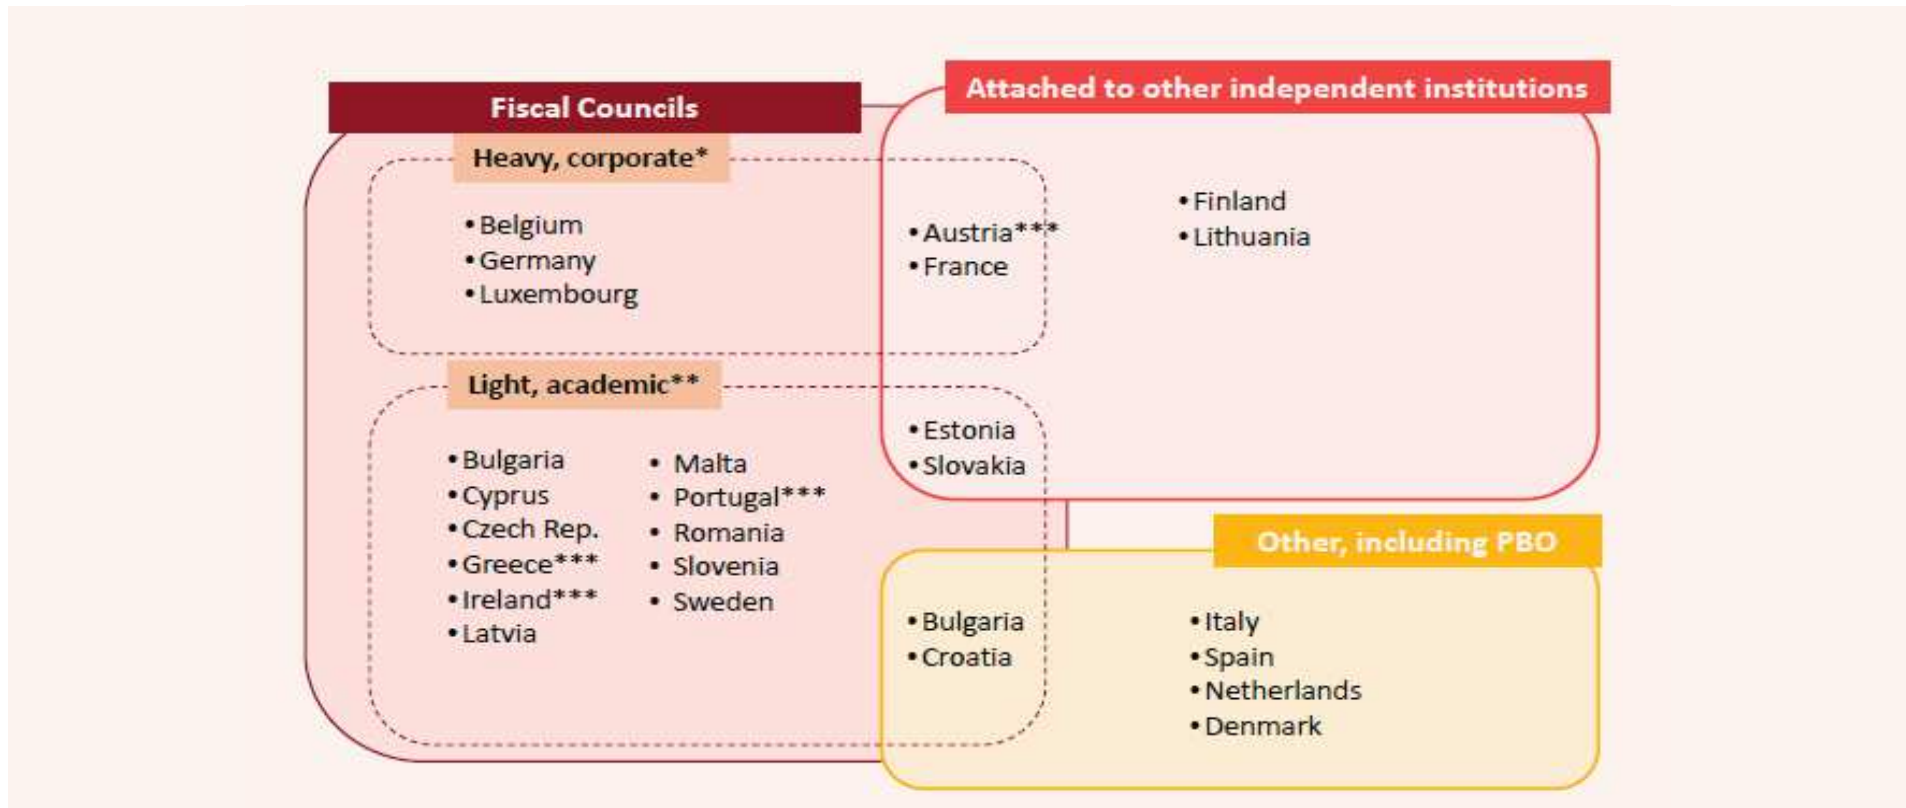 Fiscal Councils
Attached to other independent institutions
Heavy, corporate*
• Belgium
• Germany
• Luxembourg
• Austria***
• France
• Finland
• Lithuania
Light, academic**
• Bulgaria
• Cyprus
• Czech Rep.
• Greece***
• Ireland***
• Latvia
• Malta
• Portugal***
• Romania
• Slovenia
• Sweden
• Estonia
• Slovakia
Other, including PBO
• Bulgaria
• Croatia
• Italy
• Spain
• Netherlands
• Denmark